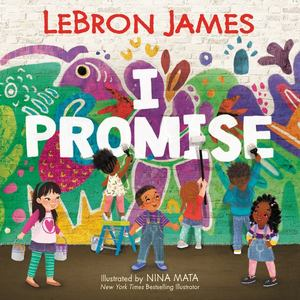 LEBRON JAMES
I
PROMISE
Illustrated by NINA MATA
New York Times Bestselling Illustrator